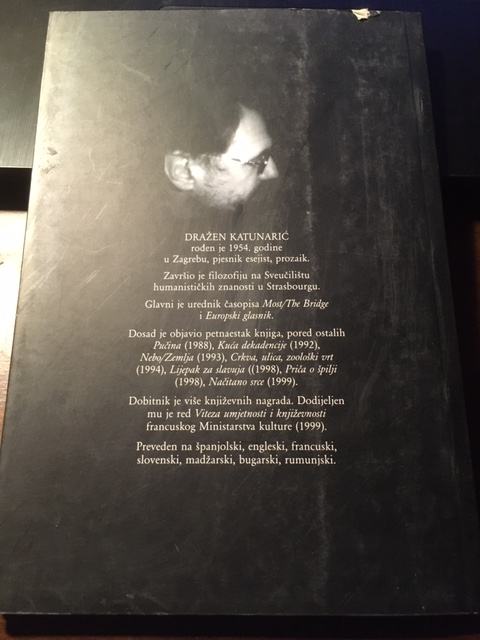 DRAŽEN KATUNARIĆ
rođen je 1954. godine
u Zagrebu, pjesnik esejist, prozaik.
Završio je filozofiju na Sveučilištu
humanističkih znanosti u Strasbourgu.
Glavni je urednik časopisa Most/The Bridge
i Europski glasnik.
Dosad je objavio petnaestak knjiga, pored ostalih
Pučina (1988), Kuća dekadencije (1992),
Nebo/Zemlja (1993), Crkva, ulica, zoološki vrt
(1994), Lijepak za slavuja ((1998), Priča o špilji
(1998), Načitano srce (1999).
Dobitnik je više književnih nagrada. Dodijeljen
mu je red Viteza umjetnosti i književnosti
francuskog Ministarstva kulture (1999).
Preveden na španjolski, engleski, francuski,
slovenski, madžarski, bugarski, rumunjski.